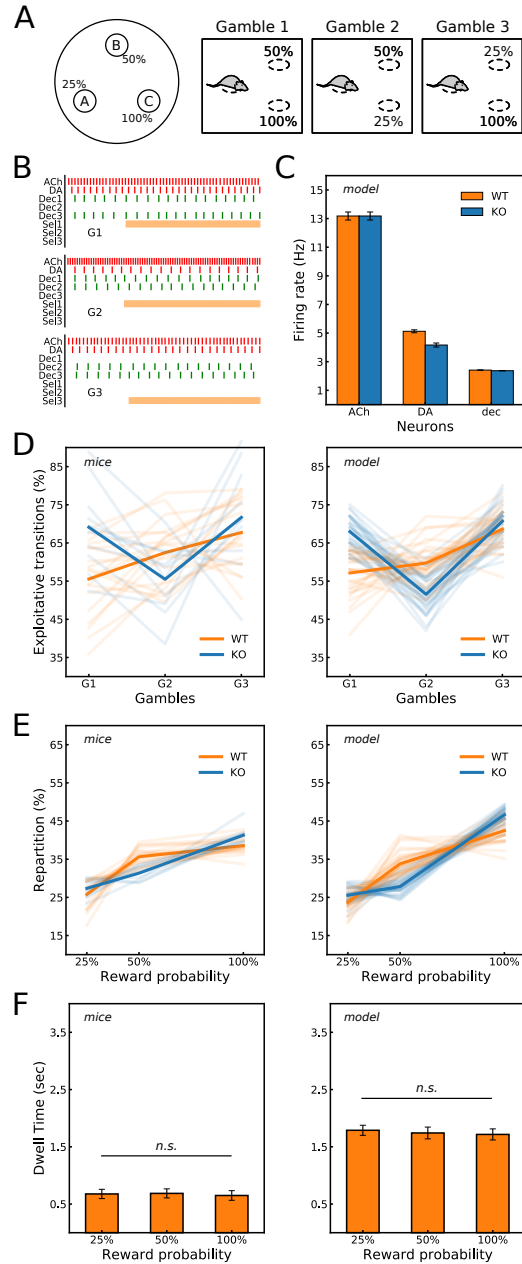 A
B
50%
25%
A
C
100%
Gamble 1
50%
100%
Gamble 2
50%
25%
Gamble 3
25%
100%
B
ACh
DA
Dec1
Dec2
Dec3
Sel1
Sel2
Sel3
G1
ACh
DA
Dec1
Dec2
Dec3
Sel1
Sel2
Sel3
G2
ACh
DA
Dec1
Dec2
Dec3
Sel1
Sel2
Sel3
G3
C
model
WT
KO
Firing rate (Hz)
13
11
9
7
5
3
1
ACh DA dec
Neurons
D
mice
Exploitative transitions (%)
85
75
65
55
45
35
WT
KO
G1 G2 G3
Gambles
model
85
75
65
55
45
35
WT
KO
G1 G2 G3
Gambles
E
mice
WT
KO
Repartition (%)
65
55
45
35
25
15
25% 50% 100%
Reward probability
model
WT
KO
65
55
45
35
25
15
25% 50% 100%
Reward probability
F
mice
Dwell Time (sec)
3.5
2.5
1.5
0.5
n.s.
25% 50% 100%
Reward probability
model
3.5
2.5
1.5
0.5
n.s.
25% 50% 100%
Reward probability